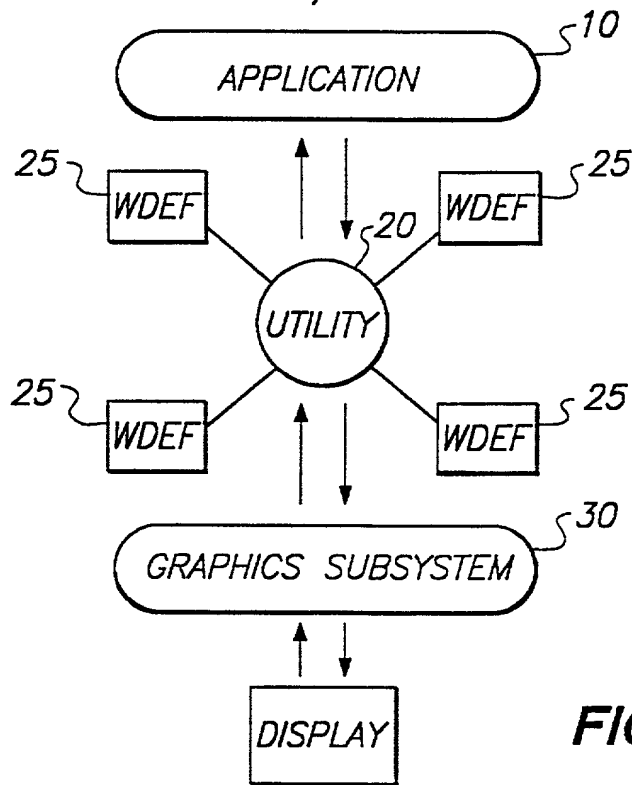 10
APPLICATION
25
WDEF
25
WDEF
20
UTILITY
25
WDEF
25
WDEF
30
GRAPHICS SUBSYSTEM
DISPLAY